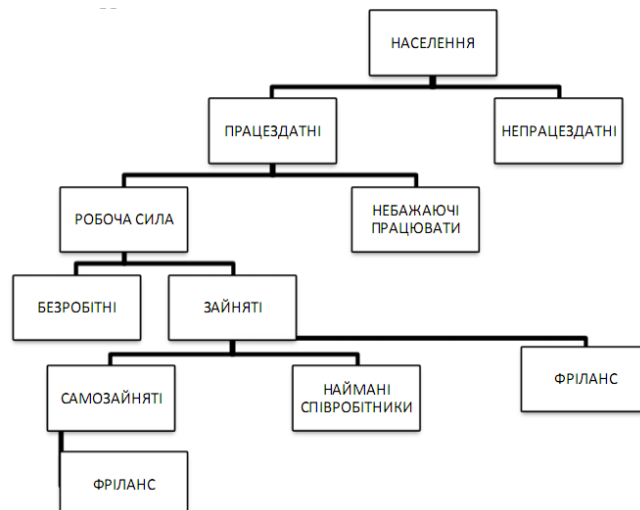 НАСЕЛЕННЯ
ПРАЦЕЗДАТНІ
НЕПРАЦЕЗДАТНІ
РОБОЧА СИЛА
НЕБАЖАЮЧІ
ПРАЦЮВАТИ
БЕЗРОБІТНІ
ЗАЙНЯТІ
САМОЗАЙНЯТІ
НАЙМАНІ
СПІВРОБІТНИКИ
ФРІЛАНС
ФРІЛАНС